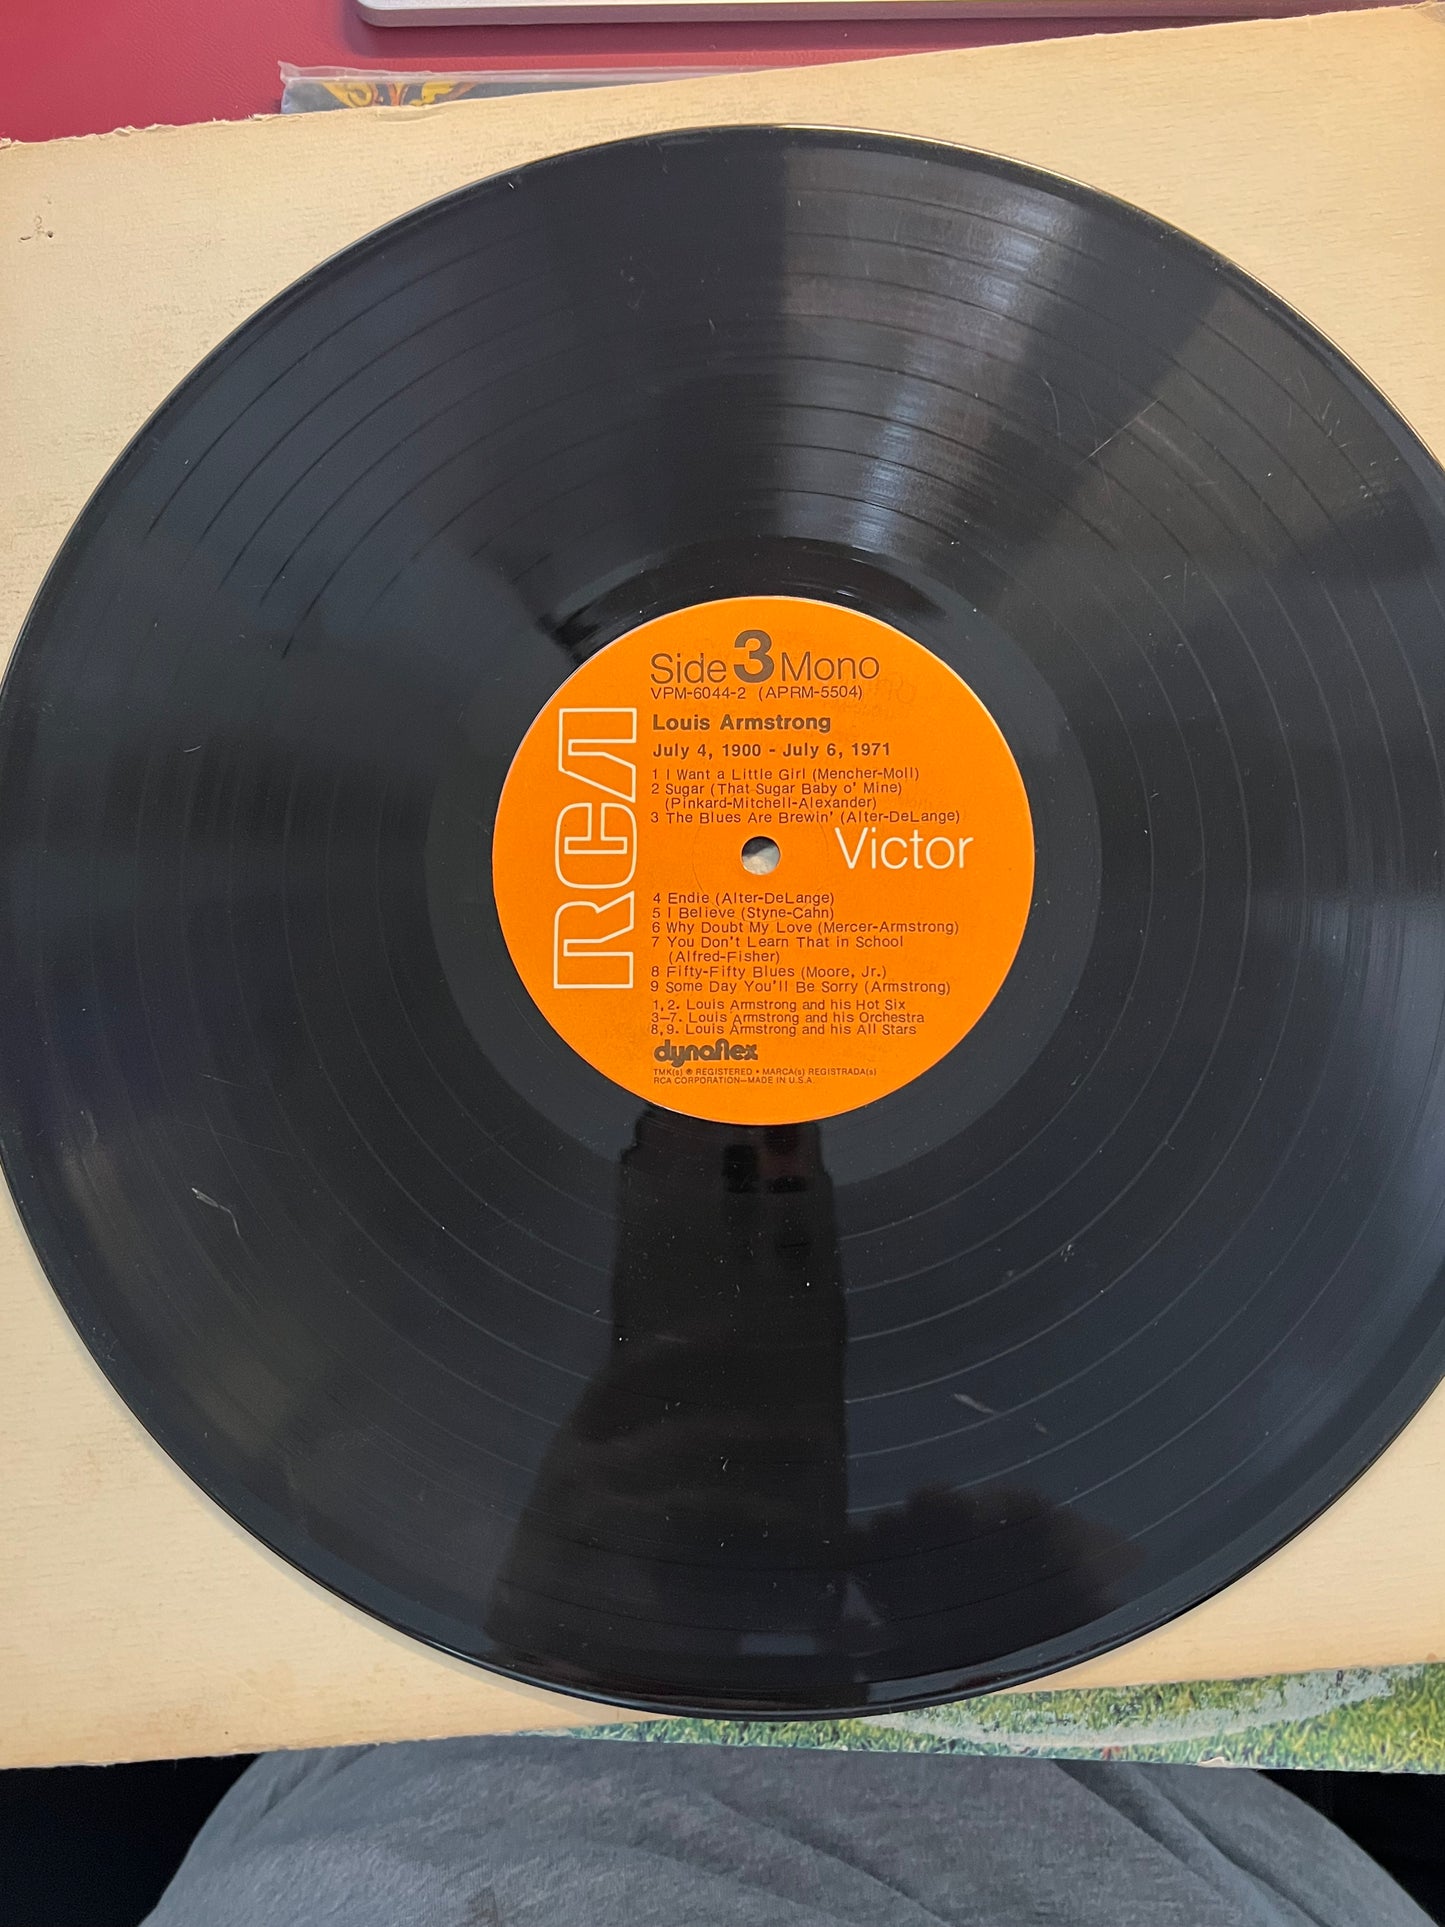 Side 3 Mono
VPM-6044-2 (APRM-5504)
Louis Armstrong
July 4, 1900 - July 6, 1971
1 I Want a Little Girl (Mencher-Moll)
2 Sugar (That Sugar Baby o' Mine)
(Pinkard-Mitchell-Alexander)
3 The Blues Are Brewin' (Alter-DeLange)
RCA
Victor
4 Endie (Alter-DeLange)
5 I Believe (Styne-Cahn)
6 Why Doubt My Love (Mercer-Armstrong)
7 You Don't Learn That in School
(Alfred-Fisher)
8 Fifty-Fifty Blues (Moore, Jr.)
9 Some Day You'll Be Sorry (Armstrong)
1, 2. Louis Armstrong and his Hot Six
3–7. Louis Armstrong and his Orchestra
8, 9. Louis Armstrong and his All Stars
dynaflex
TMK(s) ® REGISTERED • MARCA(s) REGISTRADA(s)
RCA CORPORATION—MADE IN U.S.A.